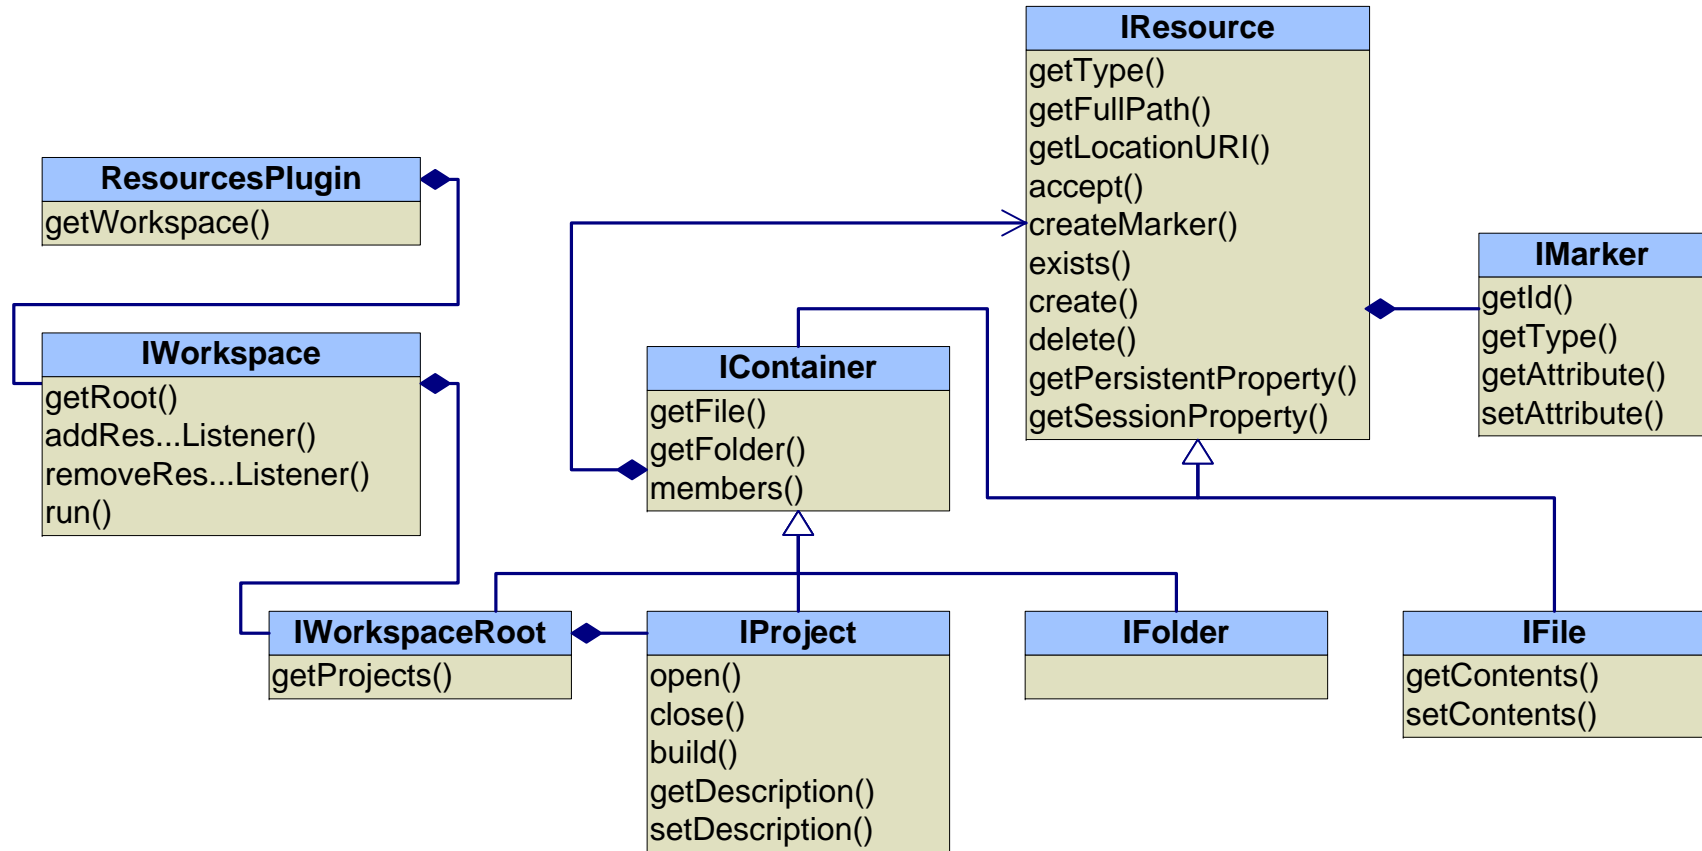 IResource
getType()
getFullPath()
getLocationURI()
accept()
createMarker()
exists()
create()
delete()
getPersistentProperty()
getSessionProperty()
ResourcesPlugin
getWorkspace()
IMarker
getId()
getType()
getAttribute()
setAttribute()
IWorkspace
getRoot()
addRes...Listener()
removeRes...Listener()
run()
IContainer
getFile()
getFolder()
members()
IWorkspaceRoot
getProjects()
IProject
open()
close()
build()
getDescription()
setDescription()
IFolder
IFile
getContents()
setContents()